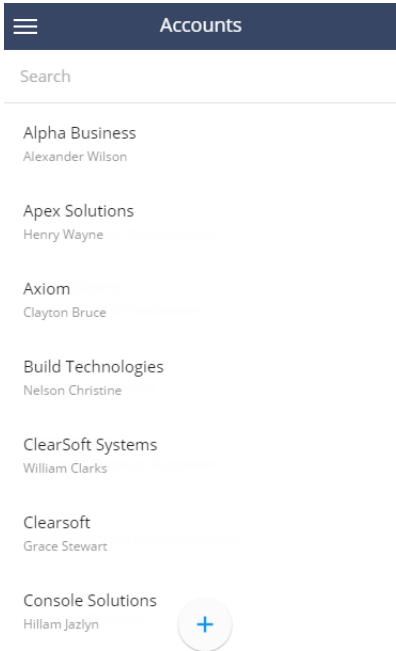 Accounts
Search
Alpha Business
Alexander Wilson
Apex Solutions
Henry Wayne
Axiom
Clayton Bruce
Build Technologies
Nelson Christine
ClearSoft Systems
William Clarks
Clearsoft
Grace Stewart
Console Solutions
Hillam Jazlyn
+